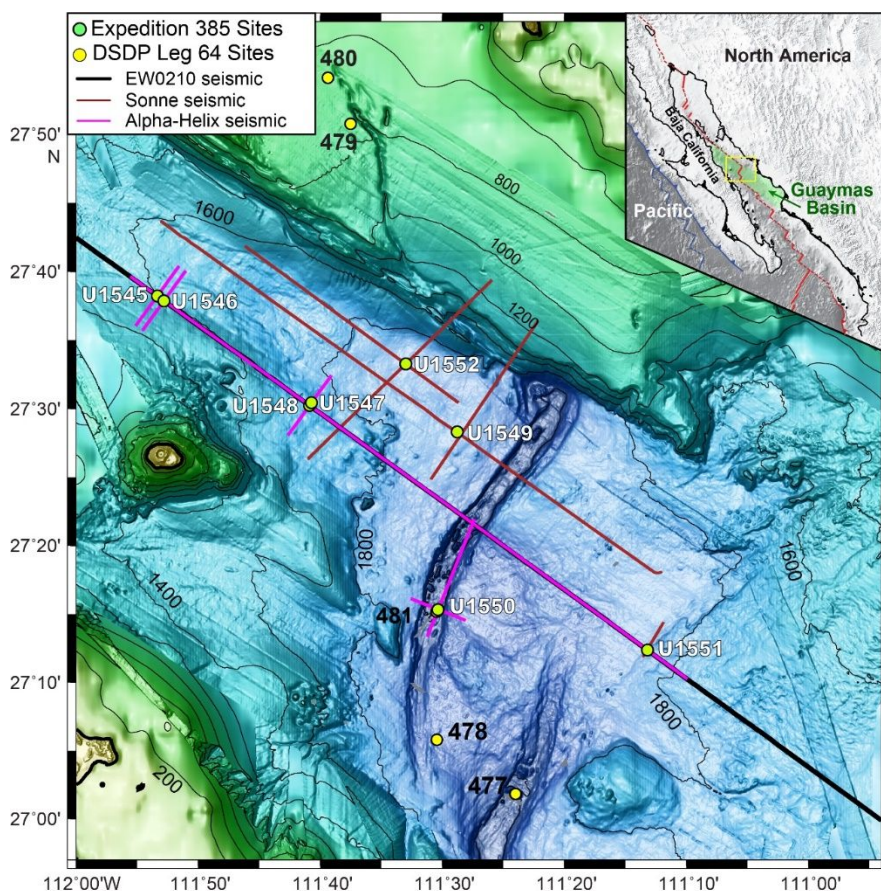 Expedition 385 Sites
DSDP Leg 64 Sites
EW0210 seismic
Sonne seismic
Alpha-Helix seismic
North America
Baja California
Pacific
Guaymas
Basin
480
479
800
1000
1200
1600
U1545
U1546
U1552
U1548
U1547
U1549
1800
1600
1400
481
U1550
U1551
1800
478
477
200
27°50'
N
27°40'
27°30'
27°20'
27°10'
27°00'
112°00'W
111°50'
111°40'
111°30'
111°20'
111°10'
111°00'